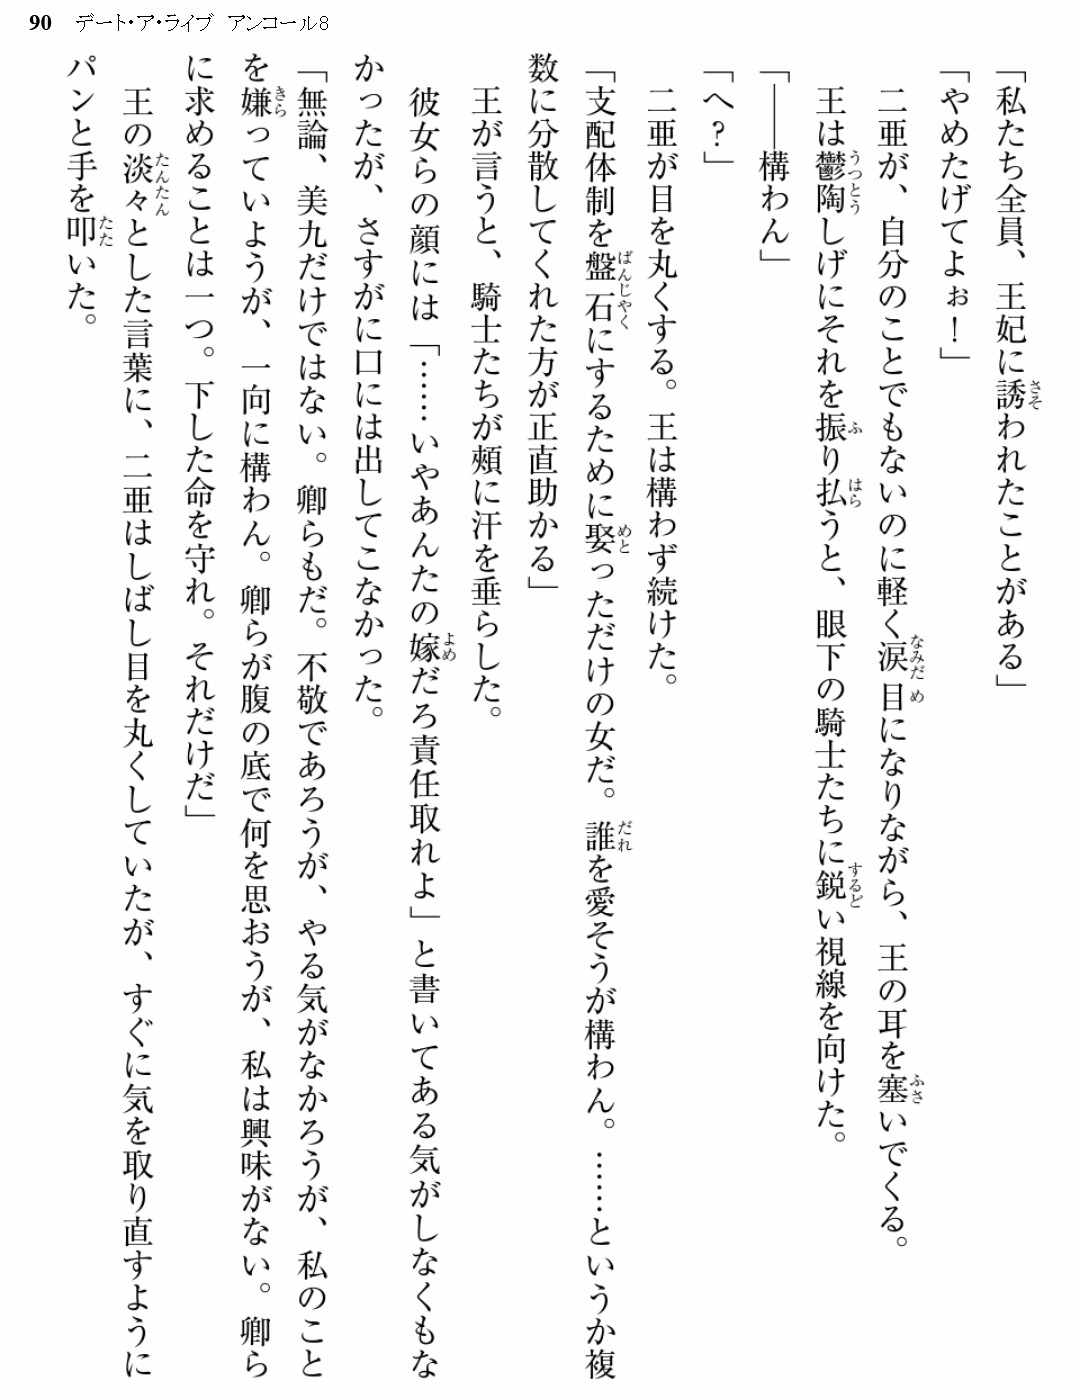 90 デート・ア・ライブ アンコール8
「私たち全員、王妃に誘われたことがある」
「やめたげてよぉ！」
二亜が、自分のことでもないのに軽く涙目になりながら、王の耳を塞いでくる。
王は鬱陶しげにそれを振り払うと、眼下の騎士たちに鋭い視線を向けた。
「――構わん」
「へ？」
二亜が目を丸くする。王は構わず続けた。
「支配体制を盤石にするために娶っただけの女だ。誰を愛そうが構わん。……というか複
数に分散してくれた方が正直助かる」
王が言うと、騎士たちが頰に汗を垂らした。
彼女らの顔には「……いやあんたの嫁だろ責任取れよ」と書いてある気がしなくもな
かったが、さすがに口には出してこなかった。
「無論、美九だけではない。卿らもだ。不敬であろうが、やる気がなかろうが、私のこと
を嫌っていようが、一向に構わん。卿らが腹の底で何を思おうが、私は興味がない。卿ら
に求めることは一つ。下した命を守れ。それだけだ」
王の淡々とした言葉に、二亜はしばし目を丸くしていたが、すぐに気を取り直すように
パンと手を叩いた。